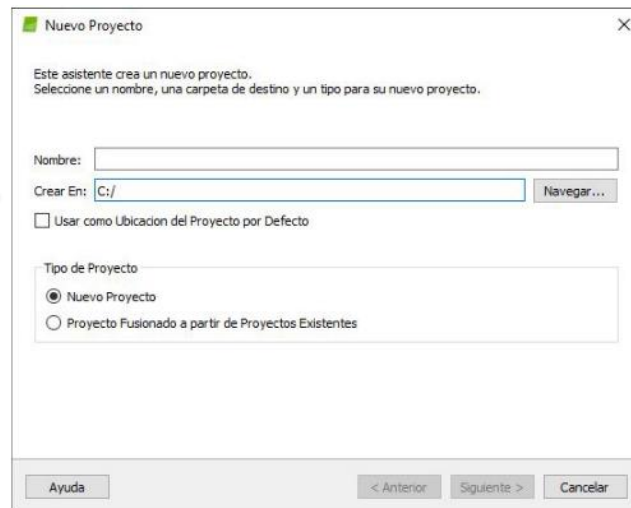 Nuevo Proyecto
Este asistente crea un nuevo proyecto.
Seleccione un nombre, una carpeta de destino y un tipo para su nuevo proyecto.
Nombre:
Crear En: C:/ Navegar...
Usar como Ubicacion del Proyecto por Defecto
Tipo de Proyecto
Nuevo Proyecto
Proyecto Fusionado a partir de Proyectos Existentes
Ayuda < Anterior Siguiente > Cancelar